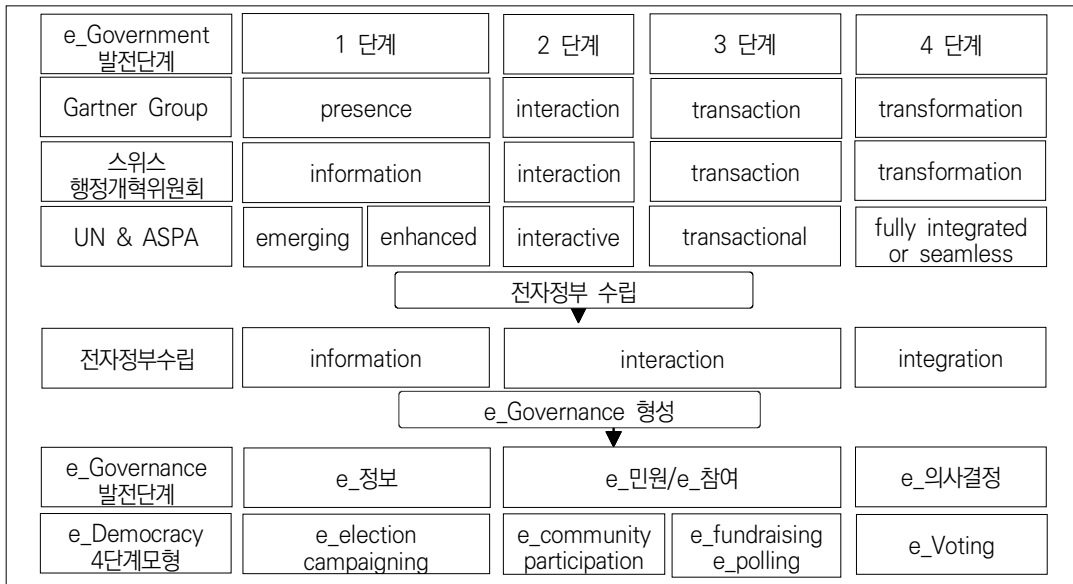 e_Government
발전단계
1 단계
2 단계
3 단계
4 단계
Gartner Group
presence
interaction
transaction
transformation
스위스
행정개혁위원회
information
interaction
transaction
transformation
UN & ASPA
emerging
enhanced
interactive
transactional
fully integrated
or seamless
전자정부 수립
전자정부수립
information
interaction
integration
e_Governance 형성
e_Governance
발전단계
e_정보
e_민원/e_참여
e_의사결정
e_Democracy
4단계모형
e_election
campaigning
e_community
participation
e_fundraising
e_polling
e_Voting